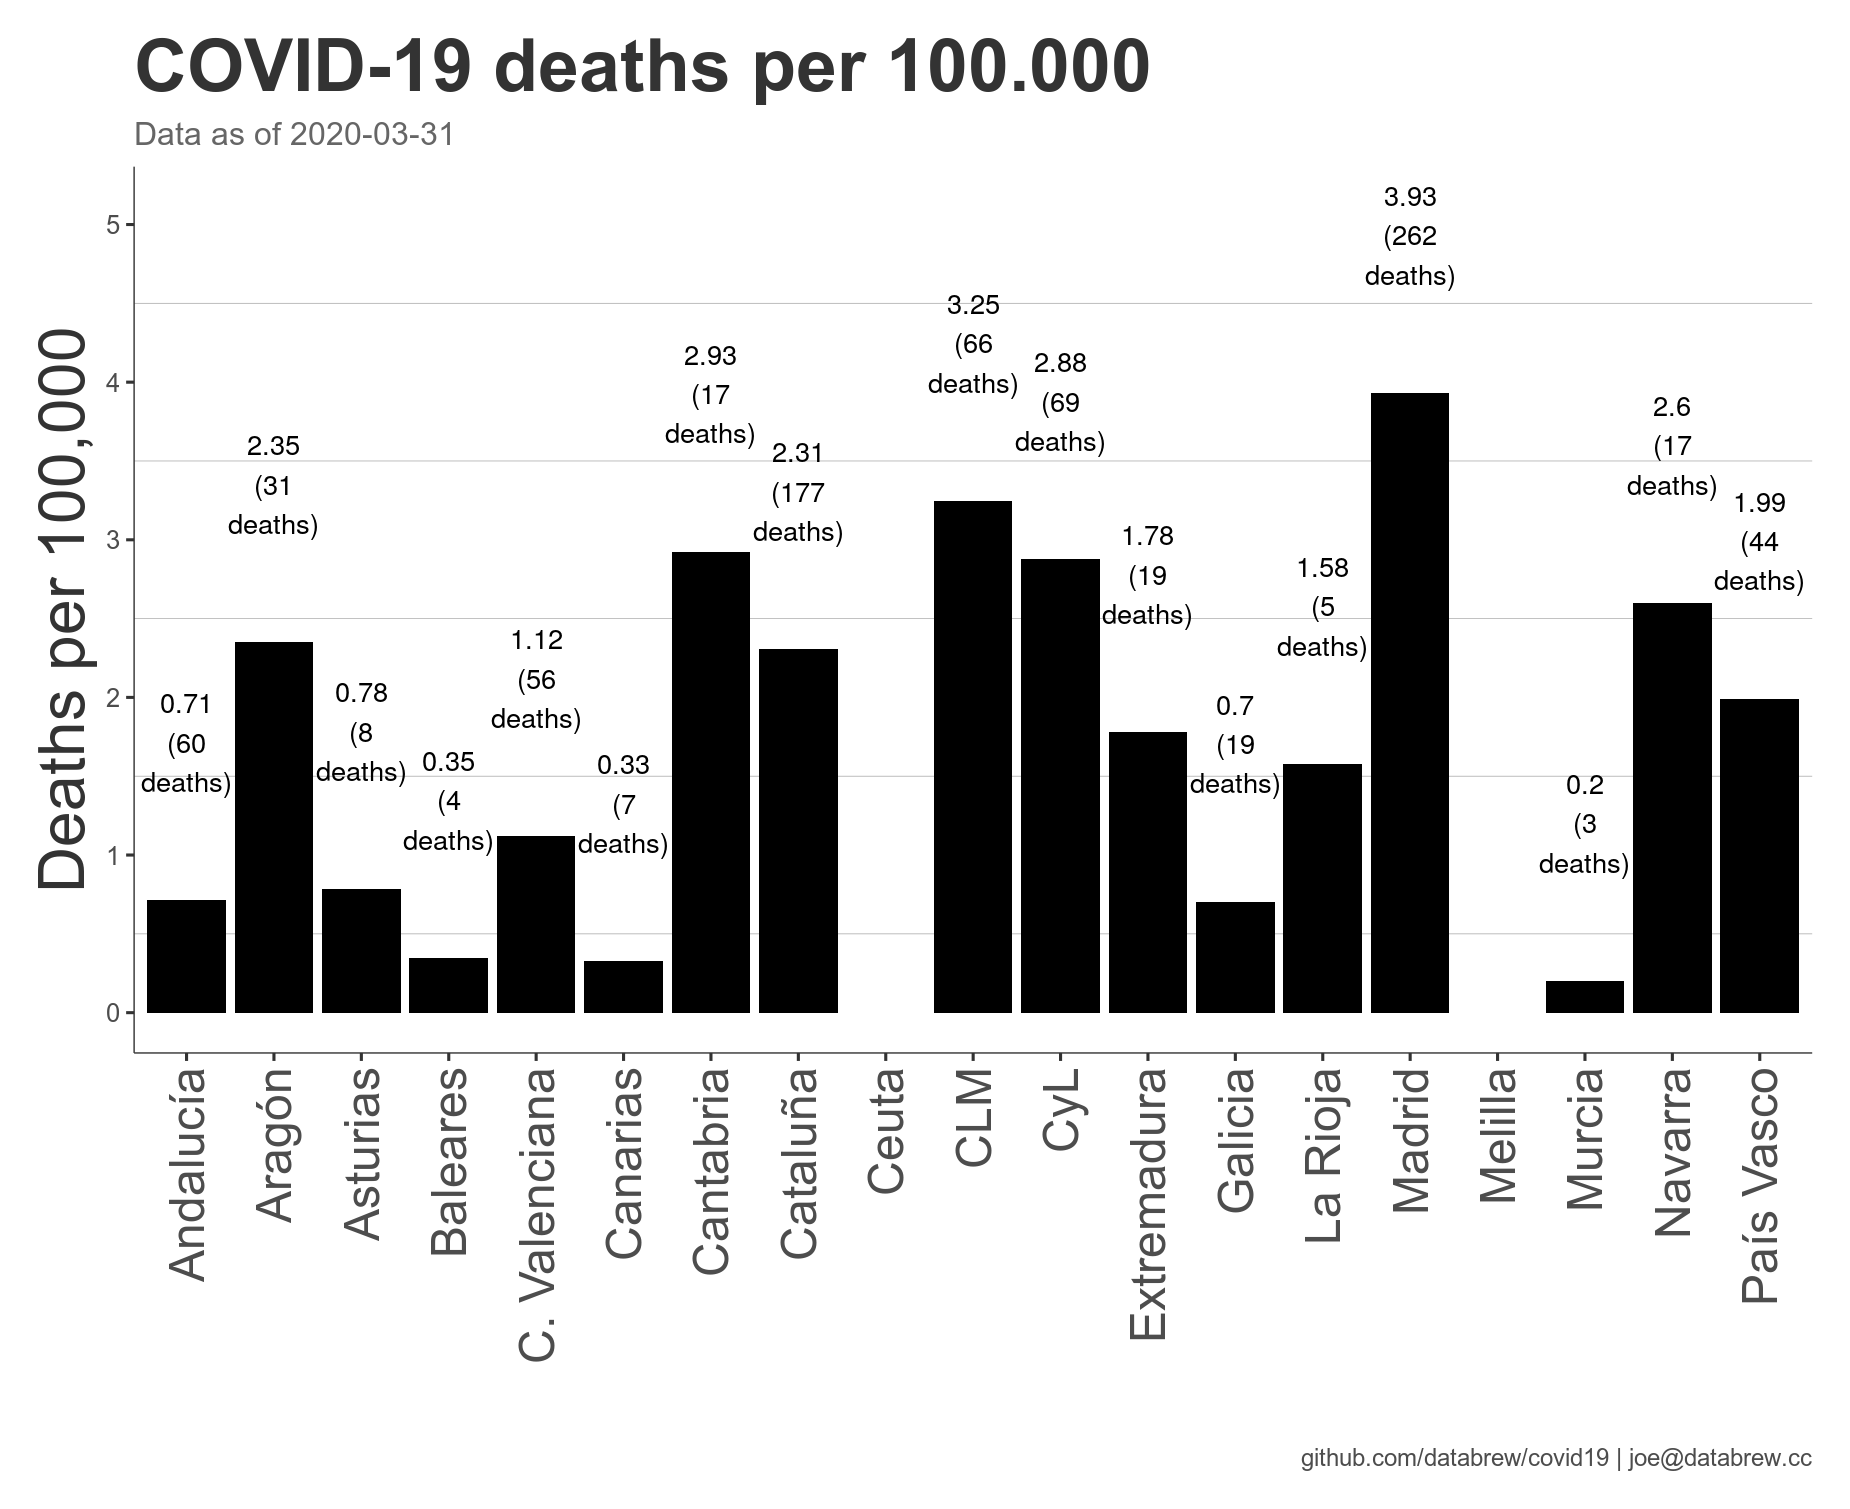 COVID-19 deaths per 100.000
Data as of 2020-03-31
Deaths per 100,000
5
4
3
2
1
0
0.71
(60
deaths)
2.35
(31
deaths)
0.78
(8
deaths)
0.35
(4
deaths)
1.12
(56
deaths)
0.33
(7
deaths)
2.93
(17
deaths)
2.31
(177
deaths)
3.25
(66
deaths)
2.88
(69
deaths)
1.78
(19
deaths)
0.7
(19
deaths)
1.58
(5
deaths)
3.93
(262
deaths)
0.2
(3
deaths)
2.6
(17
deaths)
1.99
(44
deaths)
Andalucía
Aragón
Asturias
Baleares
C. Valenciana
Canarias
Cantabria
Cataluña
Ceuta
CLM
CyL
Extremadura
Galicia
La Rioja
Madrid
Melilla
Murcia
Navarra
País Vasco
github.com/databrew/covid19 | joe@databrew.cc